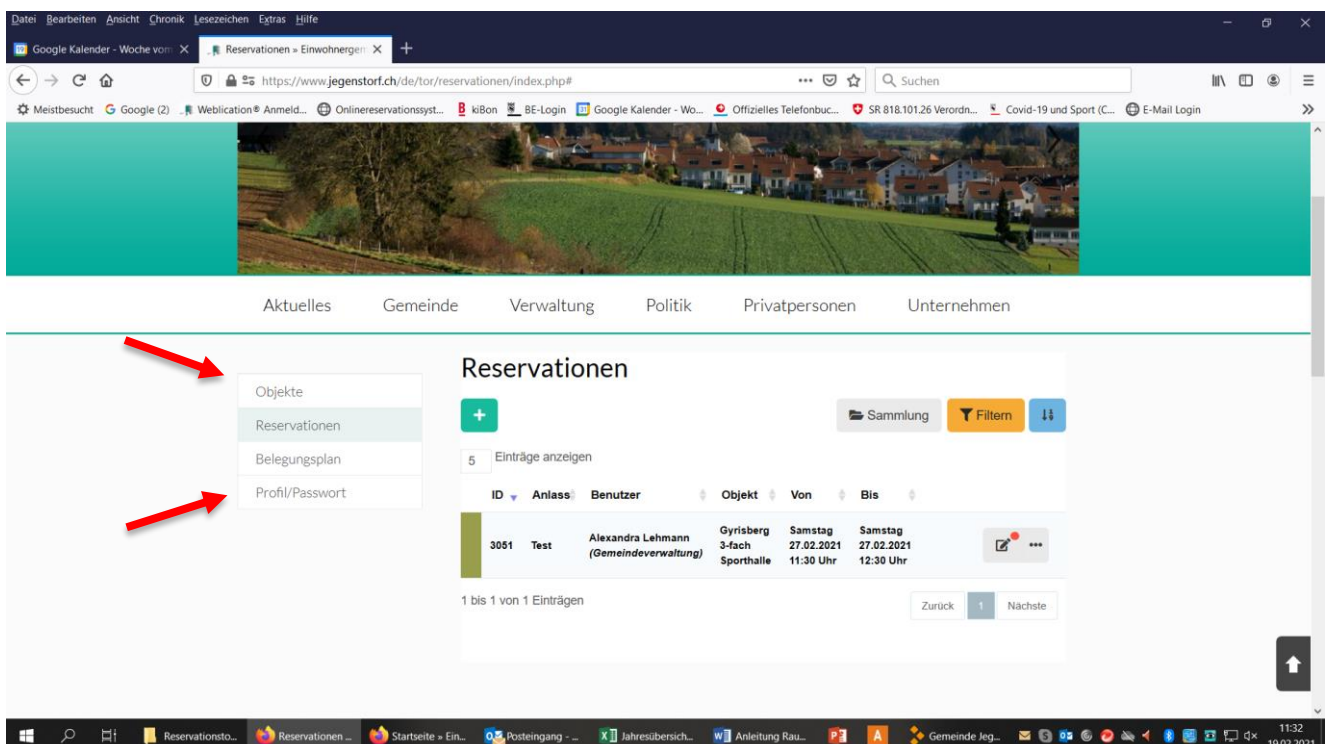 Datei Bearbeiten Ansicht Chronik Lesezeichen Extras Hilfe
Google Kalender - Woche vom
Reservationen » Einwohnergem
https://www.jegenstorf.ch/de/tor/reservationen/index.php#
Suchen
Meistbesucht Google (2) Weblication® Anmeld... Onlinereservationssyst... kiBon BE-Login Google Kalender - Wo... Offizielles Telefonbuc... SR 818.101.26 Verordn... Covid-19 und Sport (C... E-Mail Login
Aktuelles Gemeinde Verwaltung Politik Privatpersonen Unternehmen
Objekte
Reservationen
Belegungsplan
Profil/Passwort
Reservationen
+ Sammlung Filtern
5 Einträge anzeigen
ID Anlass Benutzer Objekt Von Bis
3051 Test Alexandra Lehmann (Gemeindeverwaltung) Gyrisberg 3-fach Sporthalle Samstag 27.02.2021 11:30 Uhr Samstag 27.02.2021 12:30 Uhr
1 bis 1 von 1 Einträgen
Zurück 1 Nächste
Reservationsto... Reservationen ... Startseite » Ein... Posteingang - ... Jahresübersich... Anleitung Rau... Gemeinde Jeg... 11:32
19.02.2021